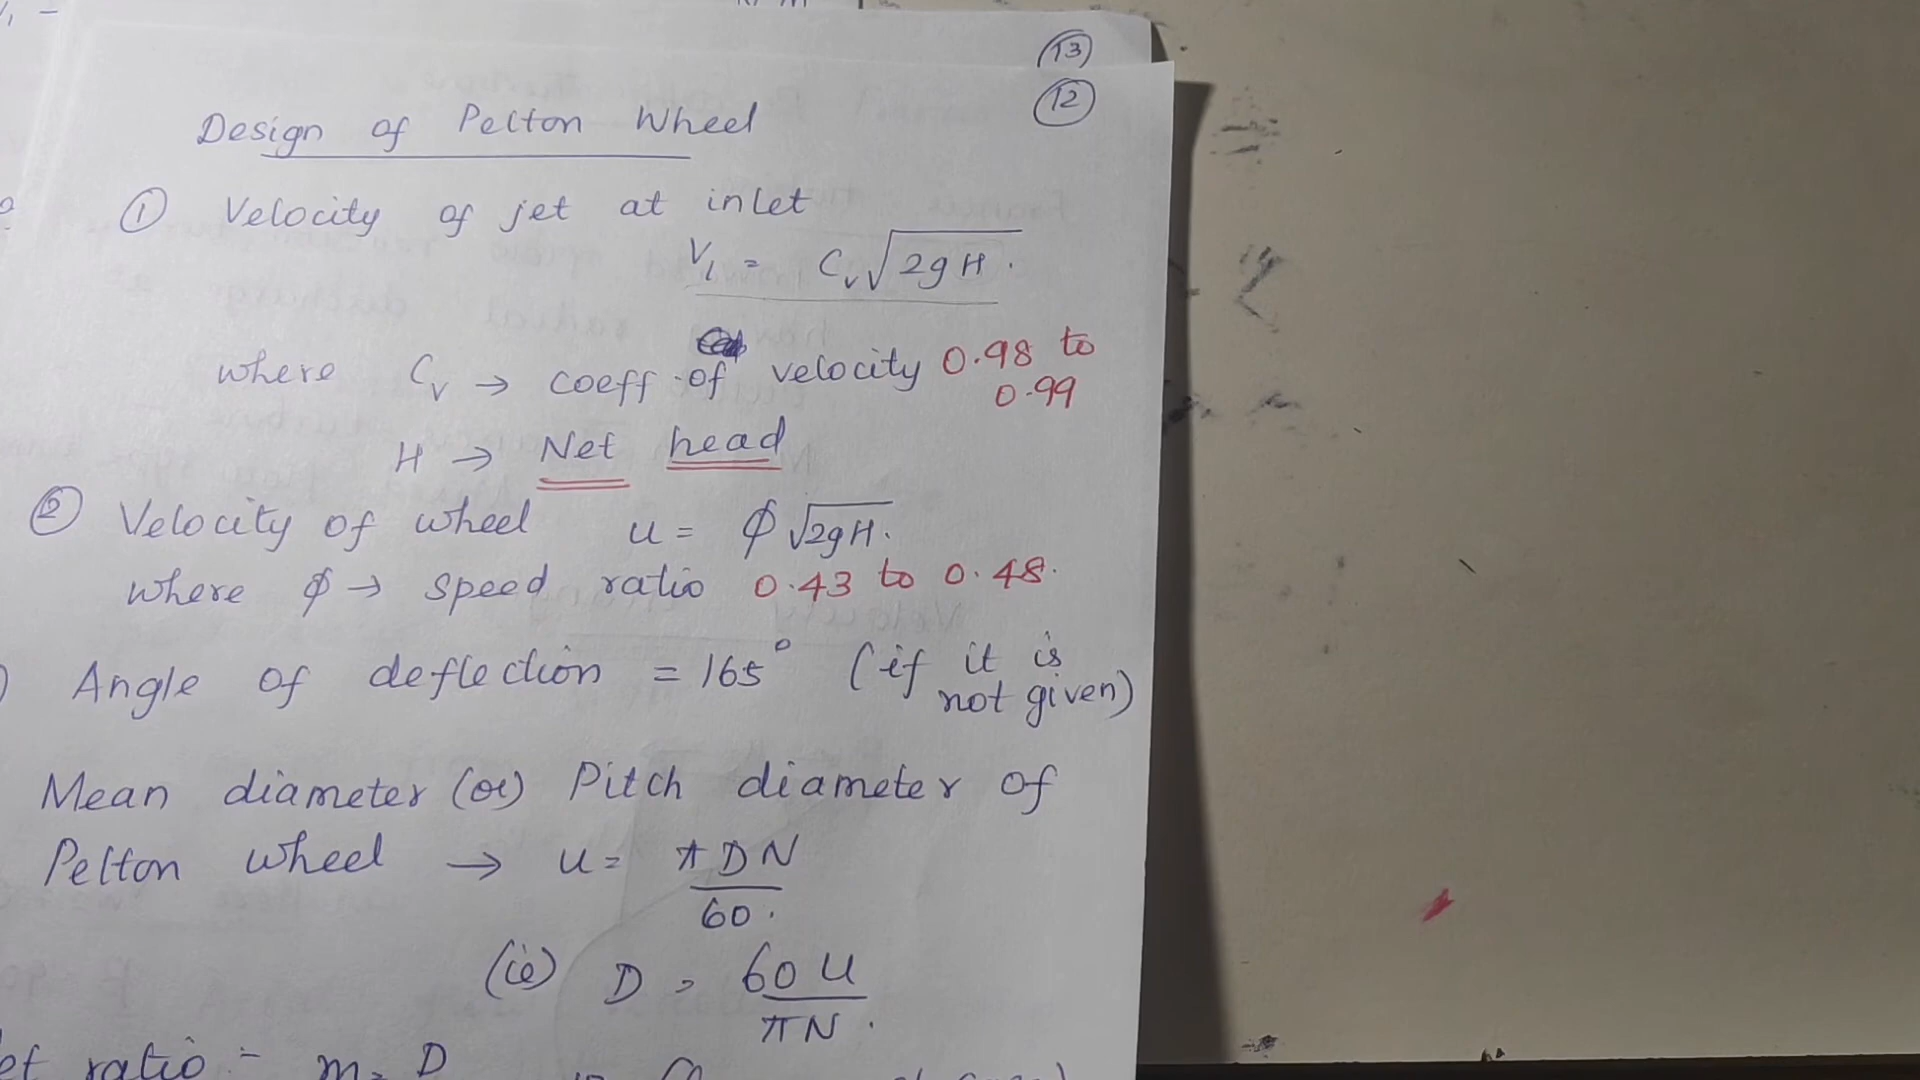 13
12
Design of Pelton Wheel
① Velocity of jet at inlet
V₁ = Cᵥ√2gH.
where Cᵥ → coeff. of velocity 0.98 to
0.99
H → Net head
② Velocity of wheel u = ϕ √2gH.
where ϕ → speed ratio 0.43 to 0.48.
Angle of deflection = 165° (if it is
not given)
Mean diameter (or) Pitch diameter of
Pelton wheel → u = πDN
60.
(ie) D = 60 u
πN.
ratio = m = D